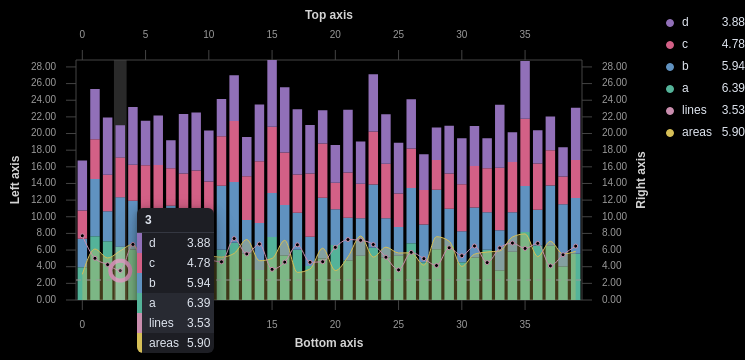 Top axis
0 5 10 15 20 25 30 35
d 3.88
c 4.78
b 5.94
a 6.39
lines 3.53
areas 5.90
28.00 28.00
26.00 26.00
24.00 24.00
22.00 22.00
20.00 20.00
18.00 18.00
16.00 16.00
14.00 14.00
12.00 12.00
10.00 10.00
8.00 8.00
6.00 6.00
4.00 4.00
2.00 2.00
0.00 0.00
Left axis
Right axis
3
d 3.88
c 4.78
b 5.94
a 6.39
lines 3.53
areas 5.90
0 15 20 25 30 35
Bottom axis